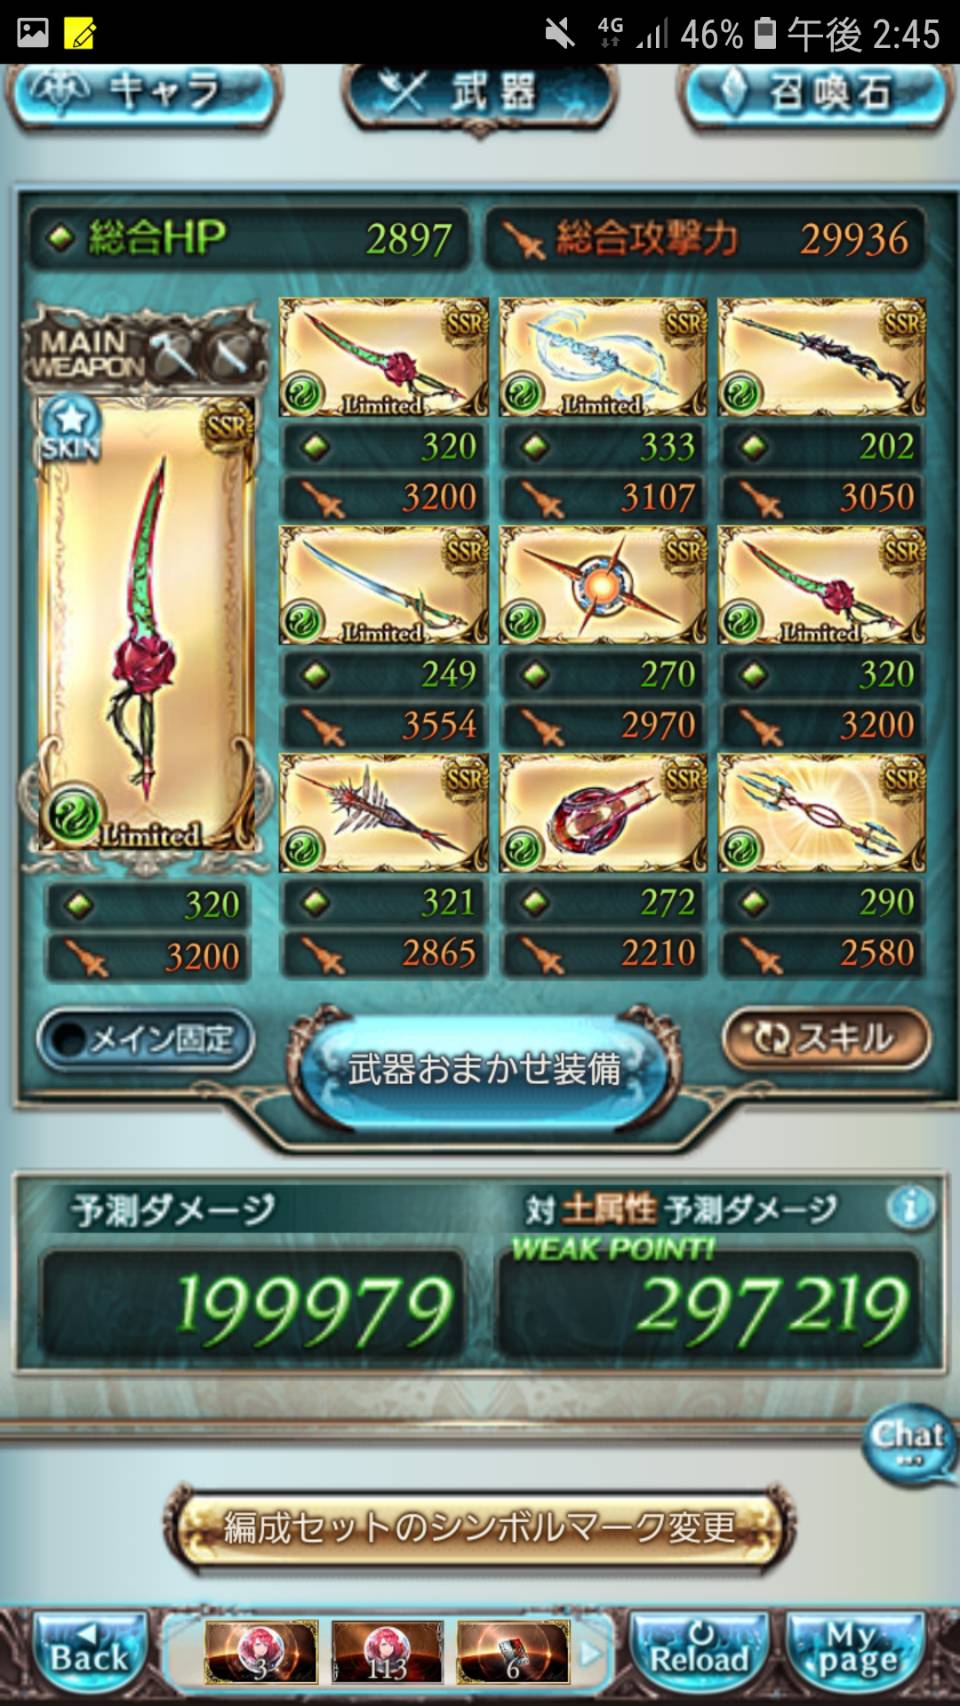 4G 46% 午後 2:45
キャラ 武器 召喚石
総合HP 2897 総合攻撃力 29936
MAIN WEAPON
SKIN SSR
Limited
320
3200
SSR SSR SSR
Limited Limited
320 333 202
3200 3107 3050
SSR SSR SSR
Limited Limited
249 270 320
3554 2970 3200
SSR SSR SSR
321 272 290
2865 2210 2580
メイン固定 武器おまかせ装備 スキル
予測ダメージ 対 土属性 予測ダメージ i
WEAK POINT!
199979 297219
Chat
編成セットのシンボルマーク変更
Back 3 113 6 Reload My page